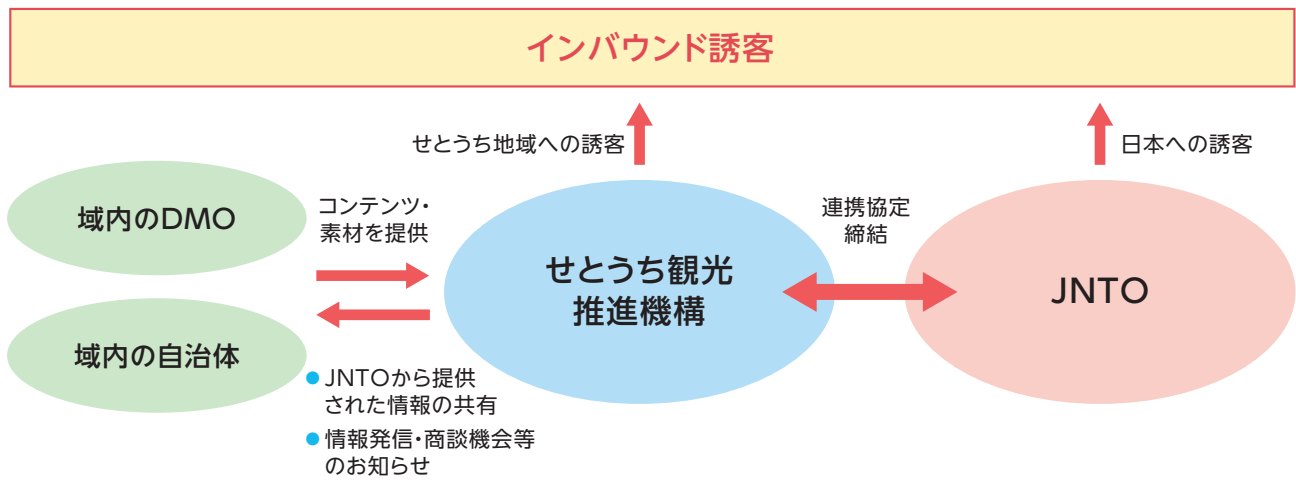 インバウンド誘客
せとうち地域への誘客
日本への誘客
域内のDMO
コンテンツ・
素材を提供
連携協定
締結
せとうち観光
推進機構
JNTO
域内の自治体
● JNTOから提供
された情報の共有
● 情報発信・商談機会等
のお知らせ